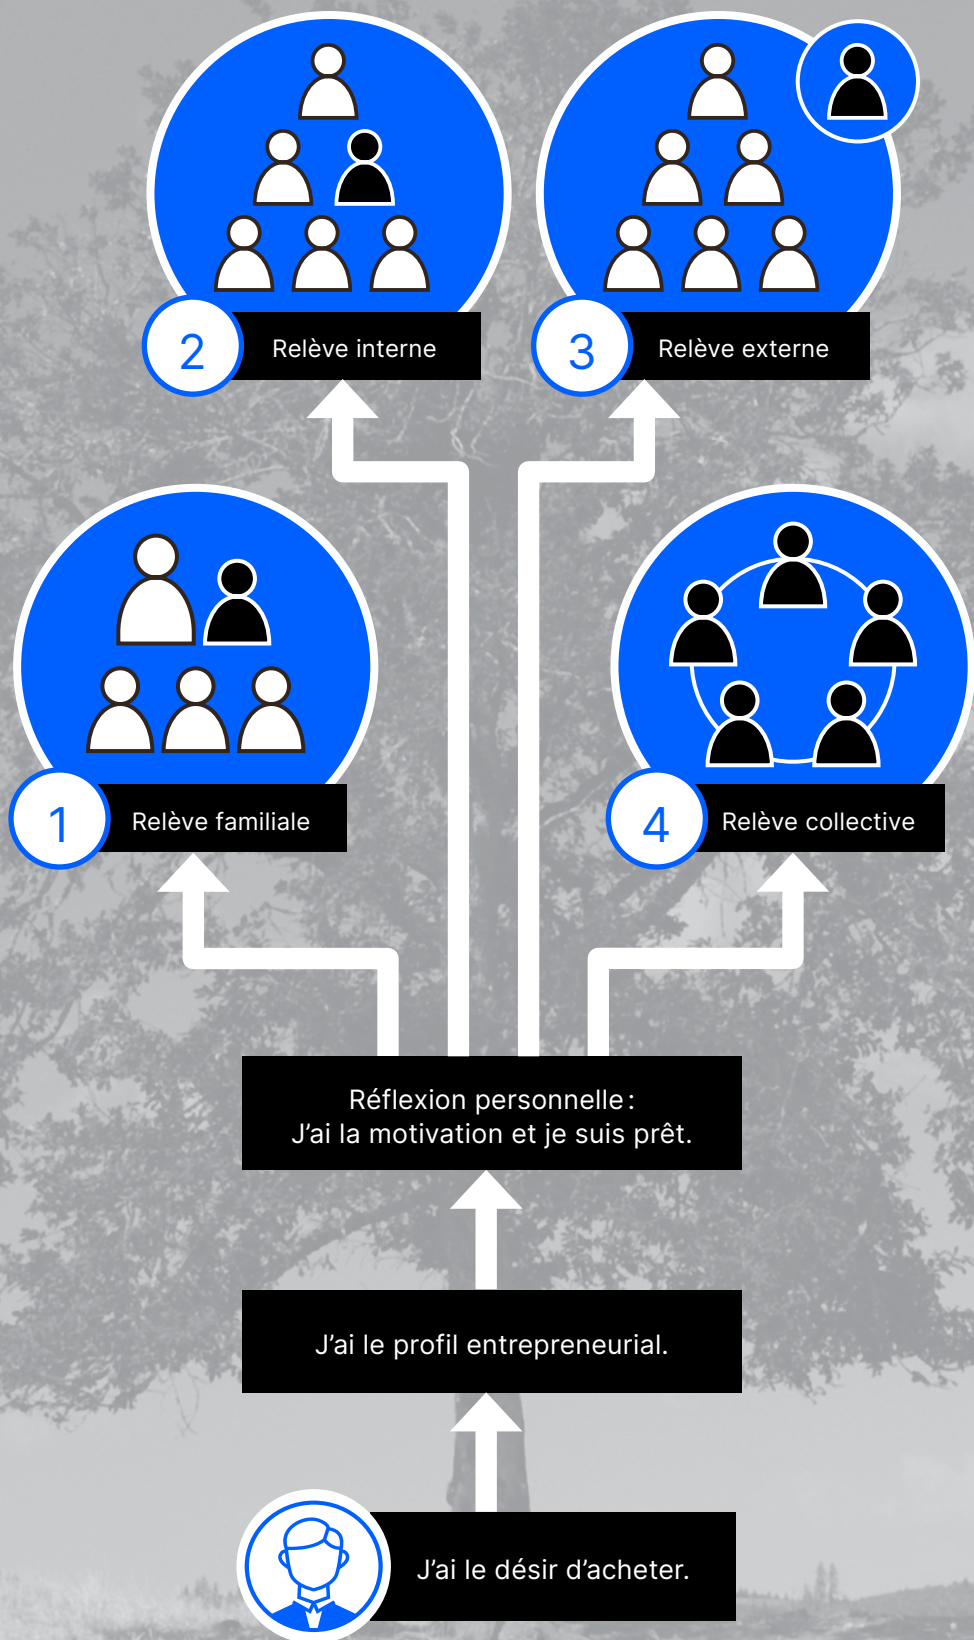 2
Relève interne
3
Relève externe
1
Relève familiale
4
Relève collective
Réflexion personnelle :
J’ai la motivation et je suis prêt.
J’ai le profil entrepreneurial.
J’ai le désir d’acheter.